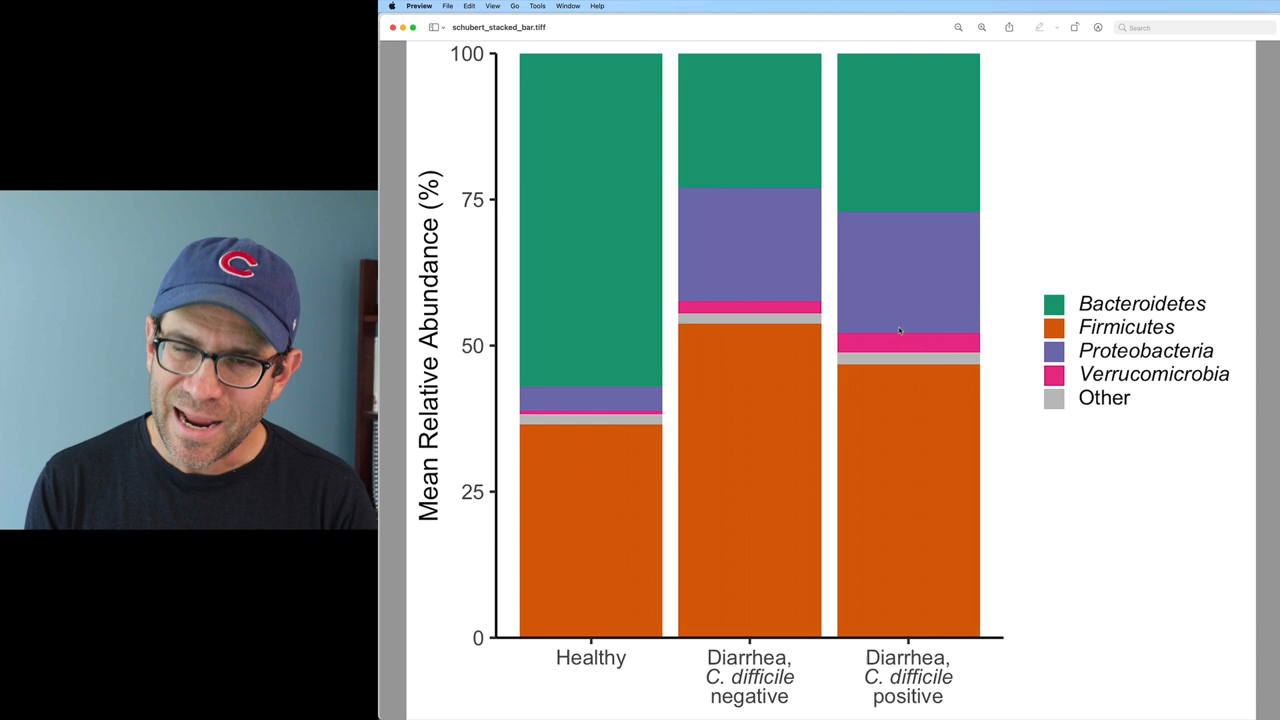 Preview File Edit View Go Tools Window Help
schubert_stacked_bar.tiff
Search
C
100
75
50
25
0
Mean Relative Abundance (%)
Bacteroidetes
Firmicutes
Proteobacteria
Verrucomicrobia
Other
Healthy
Diarrhea,
C. difficile
negative
Diarrhea,
C. difficile
positive